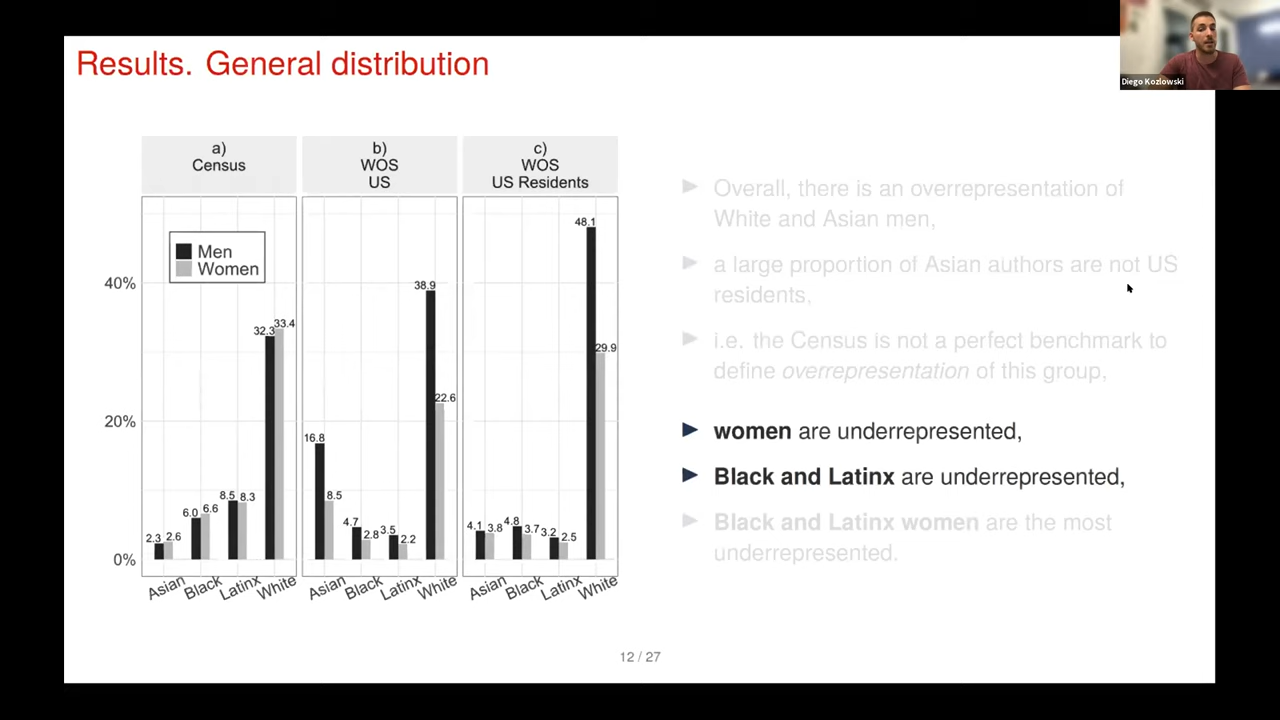 Results. General distribution
Diego Kozlowski
a)
Census
b)
WOS
US
c)
WOS
US Residents
Men
Women
40%
20%
0%
2.3
2.6
6.0
6.6
8.5
8.3
32.3
33.4
16.8
8.5
4.7
2.8
3.5
2.2
38.9
22.6
4.1
3.8
4.8
3.7
3.2
2.5
48.1
29.9
Asian
Black
Latinx
White
Asian
Black
Latinx
White
Asian
Black
Latinx
White
Overall, there is an overrepresentation of
White and Asian men,
a large proportion of Asian authors are not US
residents,
i.e. the Census is not a perfect benchmark to
define overrepresentation of this group,
women are underrepresented,
Black and Latinx are underrepresented,
Black and Latinx women are the most
underrepresented.
12 / 27